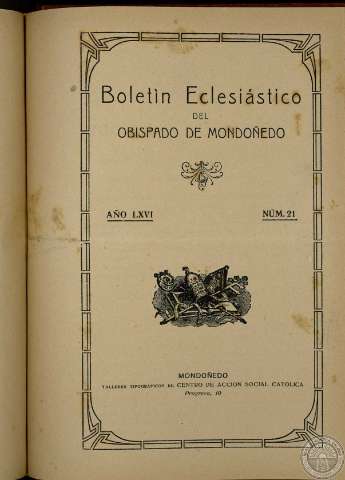 Boletín Eclesiástico
DEL
OBISPADO DE MONDOÑEDO
AÑO LXVI
NÚM. 21
MONDOÑEDO
TALLERES TIPOGRÁFICOS DEL CENTRO DE ACCIÓN SOCIAL CATÓLICA
Progreso, 10